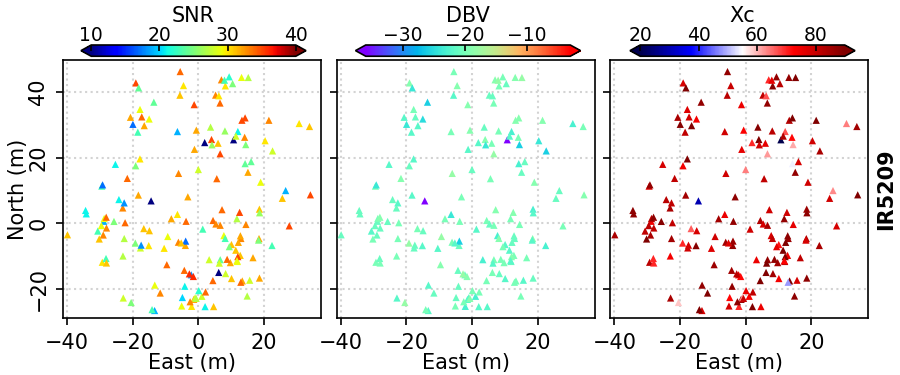 SNR DBV Xc
10 20 30 40 −30 −20 −10 20 40 60 80
North (m)
40
20
0
−20
−40 −20 0 20 −40 −20 0 20 −40 −20 0 20
East (m) East (m) East (m)
IR5209